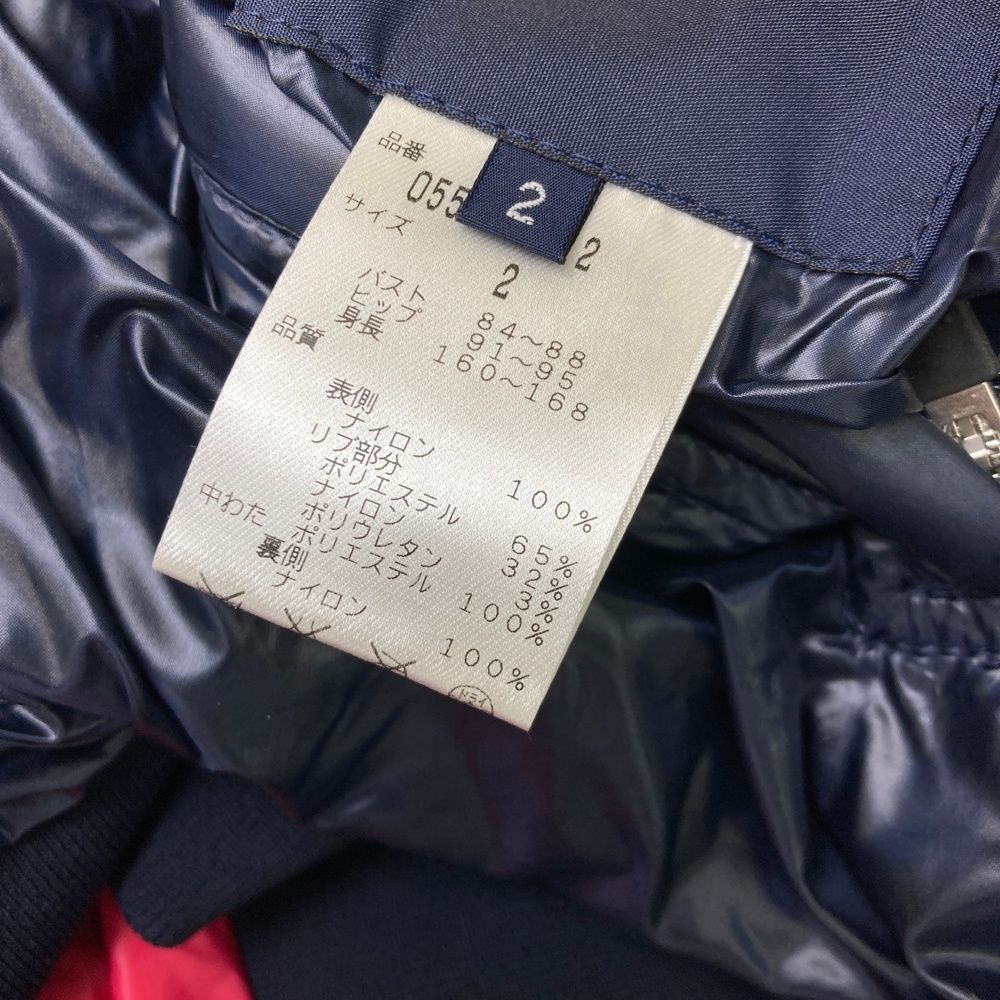 品番
055
2
2
サイズ
2
バスト 84～88
ヒップ 91～95
身長 160～168
品質
表側
ナイロン 100%
リブ部分
ポリエステル 65%
ナイロン 32%
ポリウレタン 3%
中わた ポリエステル 100%
裏側
ナイロン 100%
ドライ